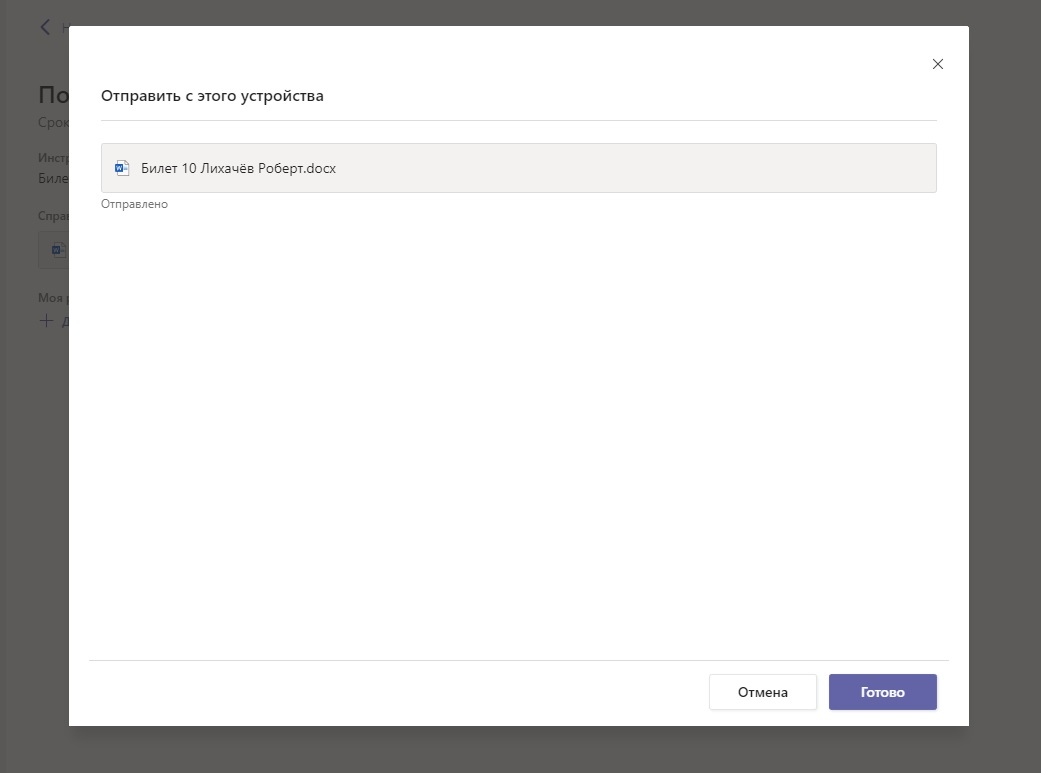 Отправить с этого устройства
Билет 10 Лихачёв Роберт.docx
Отправлено
Отмена
Готово